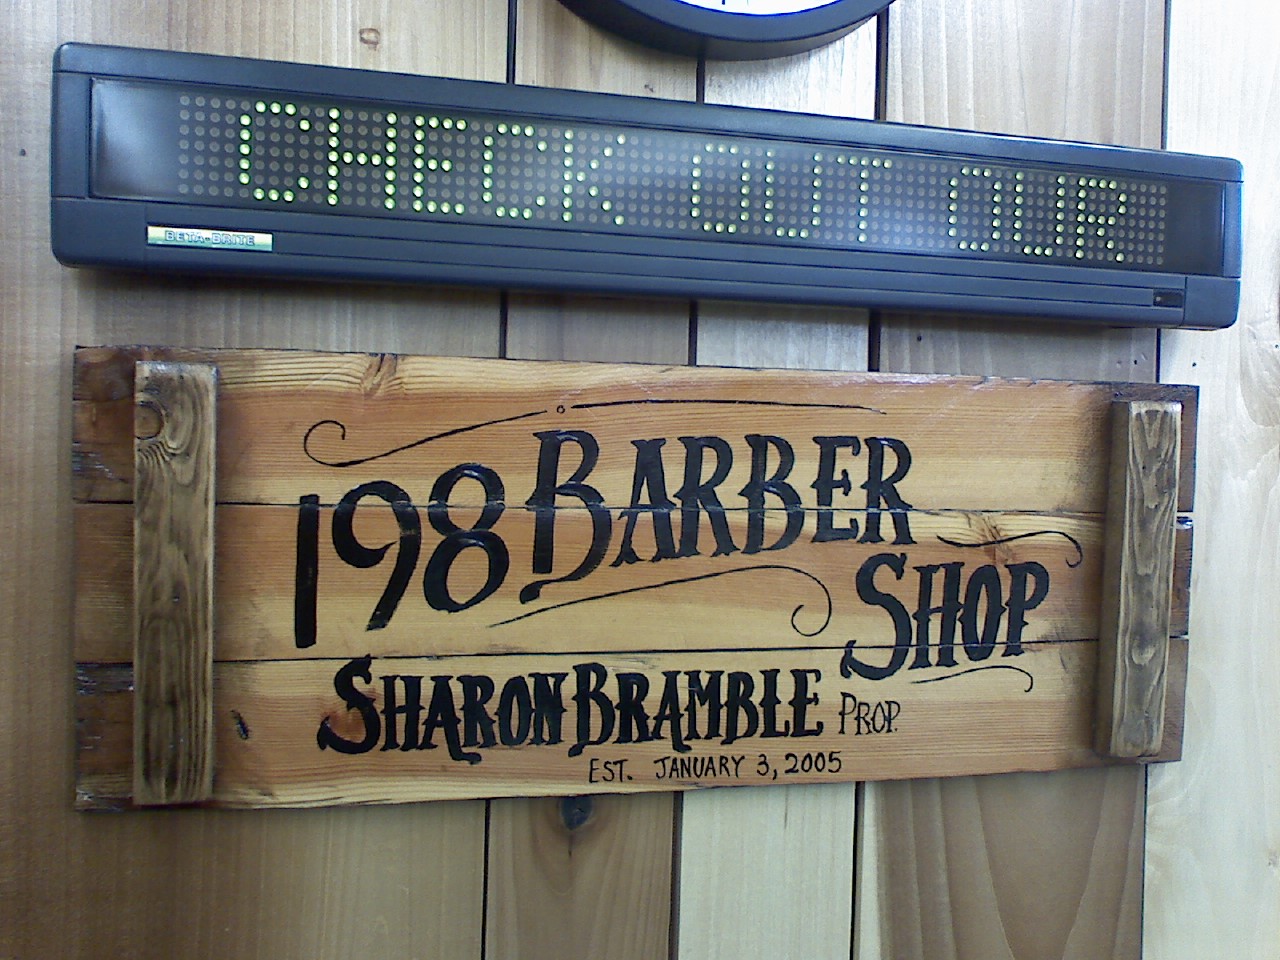 CHECK OUT OUR
BETA-BRITE
198 BARBER
SHOP
SHARON BRAMBLE PROP.
EST. JANUARY 3, 2005